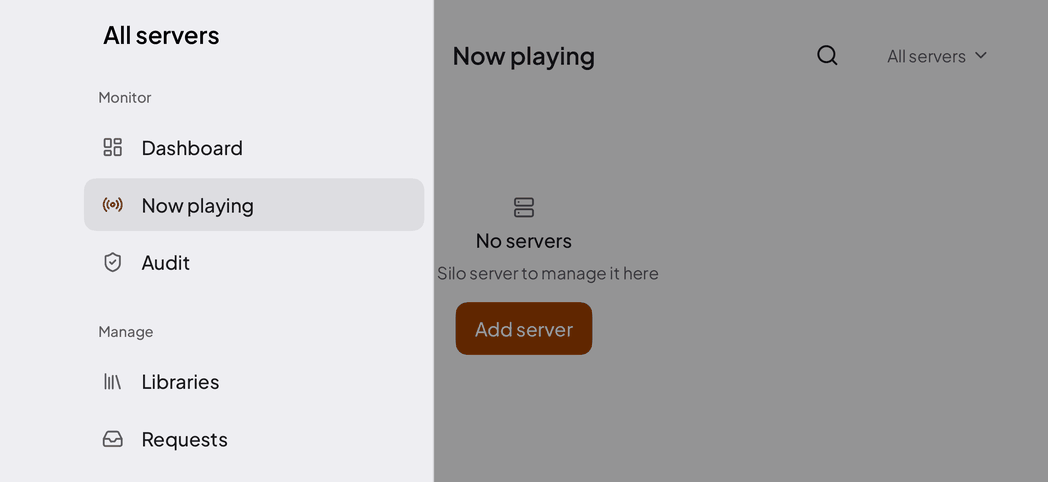 All servers
Monitor
Dashboard
Now playing
Audit
Manage
Libraries
Requests
Now playing
All servers
No servers
Silo server to manage it here
Add server